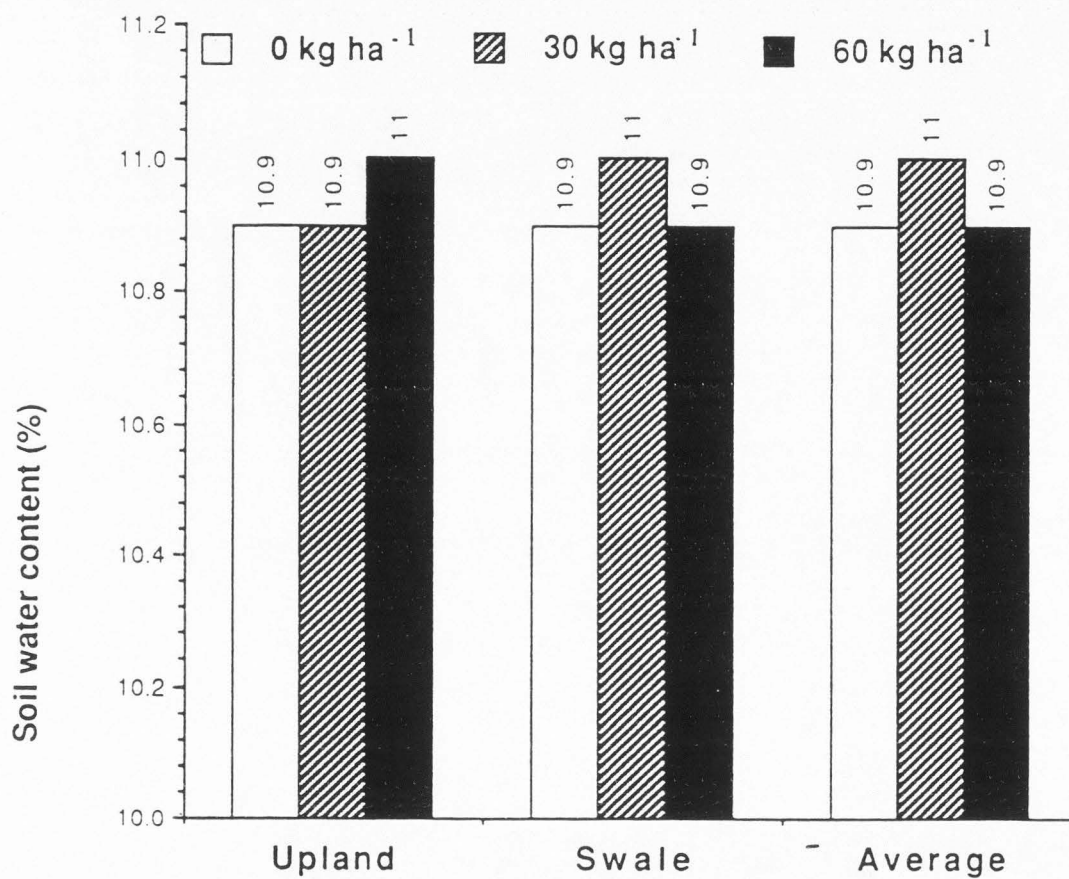 11.2
0 kg ha-1 30 kg ha-1 60 kg ha-1
11.0
10.8
10.6
10.4
10.2
10.0
Soil water content (%)
10.9 10.9 11
10.9 11 10.9
10.9 11 10.9
Upland Swale Average